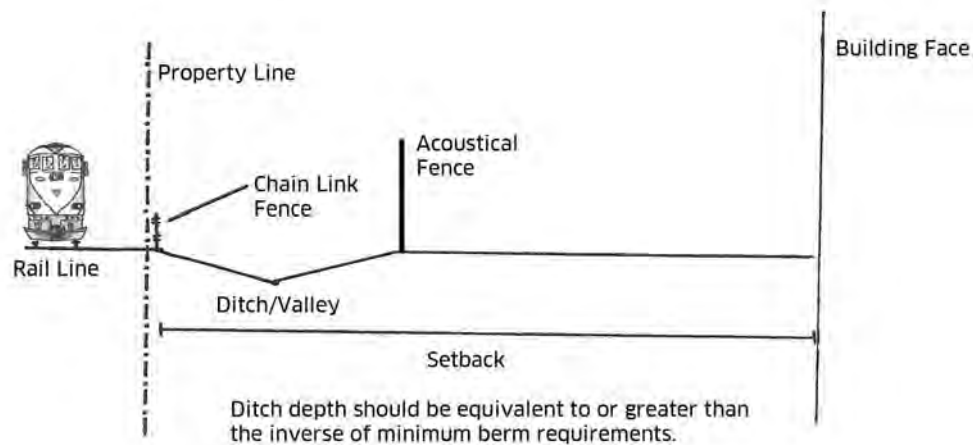 Property Line
Building Face
Acoustical
Fence
Chain Link
Fence
Rail Line
Ditch/Valley
Setback
Ditch depth should be equivalent to or greater than
the inverse of minimum berm requirements.